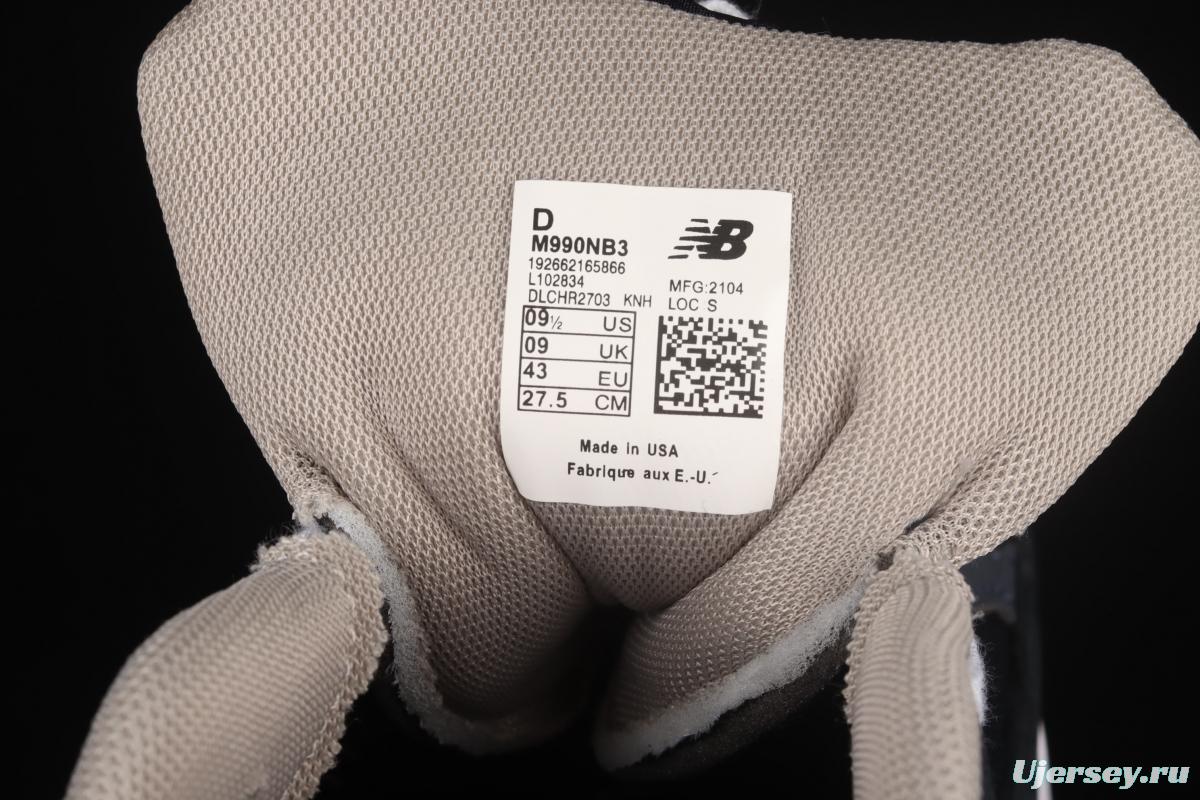 D
M990NB3
192662165866
L102834
DLCHR2703 KNH
NB
MFG:2104
LOC S
09½ US
09 UK
43 EU
27.5 CM
Made in USA
Fabrique aux E.-U.
Ujersey.ru